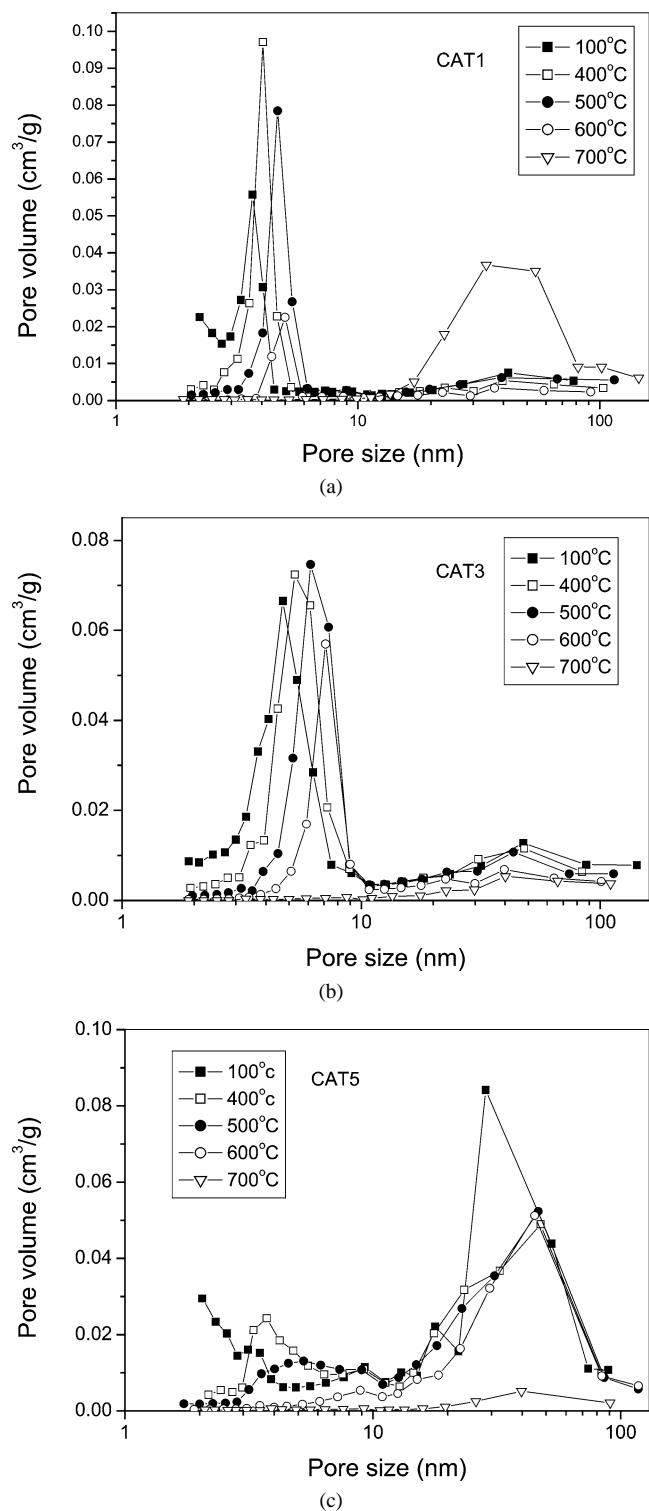 0.10
0.09
0.08
0.07
0.06
0.05
0.04
0.03
0.02
0.01
0.00
Pore volume (cm³/g)
CAT1
100°C
400°C
500°C
600°C
700°C
1 10 100
Pore size (nm)
(a)
0.08
0.06
0.04
0.02
0.00
Pore volume (cm³/g)
CAT3
100°C
400°C
500°C
600°C
700°C
1 10 100
Pore size (nm)
(b)
0.10
0.08
0.06
0.04
0.02
0.00
Pore volume (cm³/g)
100°c
400°c
500°C
600°C
700°C
CAT5
1 10 100
Pore size (nm)
(c)